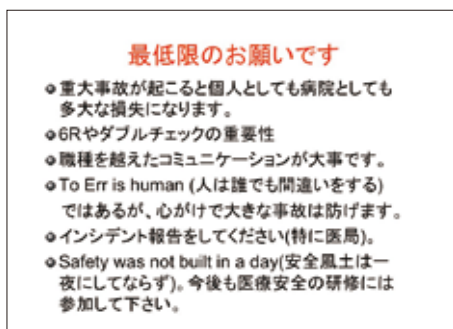 最低限のお願いです
●重大事故が起こると個人としても病院としても
多大な損失になります。
●6Rやダブルチェックの重要性
●職種を越えたコミュニケーションが大事です。
●To Err is human (人は誰でも間違いをする)
ではあるが、心がけで大きな事故は防げます。
●インシデント報告をしてください(特に医局)。
●Safety was not built in a day(安全風土は一
夜にしてならず)。今後も医療安全の研修には
参加して下さい。